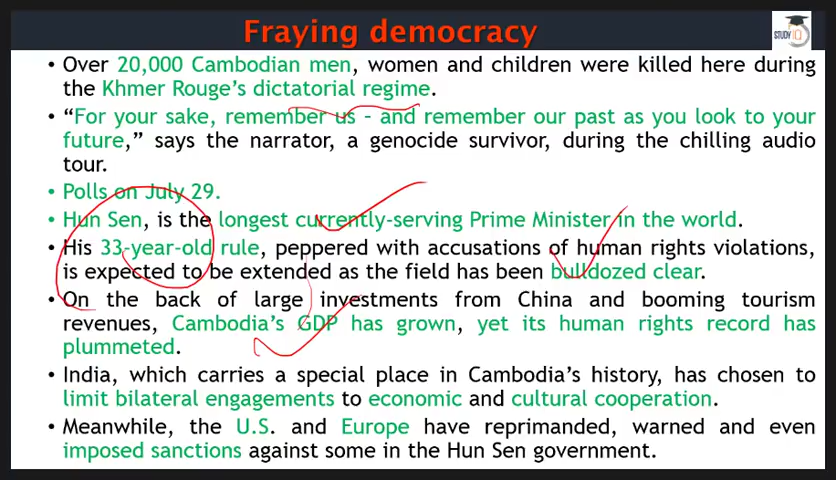 Fraying democracy
STUDY IQ
• Over 20,000 Cambodian men, women and children were killed here during
the Khmer Rouge's dictatorial regime.
• “For your sake, remember us – and remember our past as you look to your
future,” says the narrator, a genocide survivor, during the chilling audio
tour.
• Polls on July 29.
• Hun Sen, is the longest currently-serving Prime Minister in the world.
• His 33-year-old rule, peppered with accusations of human rights violations,
is expected to be extended as the field has been bulldozed clear.
• On the back of large investments from China and booming tourism
revenues, Cambodia's GDP has grown, yet its human rights record has
plummeted.
• India, which carries a special place in Cambodia's history, has chosen to
limit bilateral engagements to economic and cultural cooperation.
• Meanwhile, the U.S. and Europe have reprimanded, warned and even
imposed sanctions against some in the Hun Sen government.